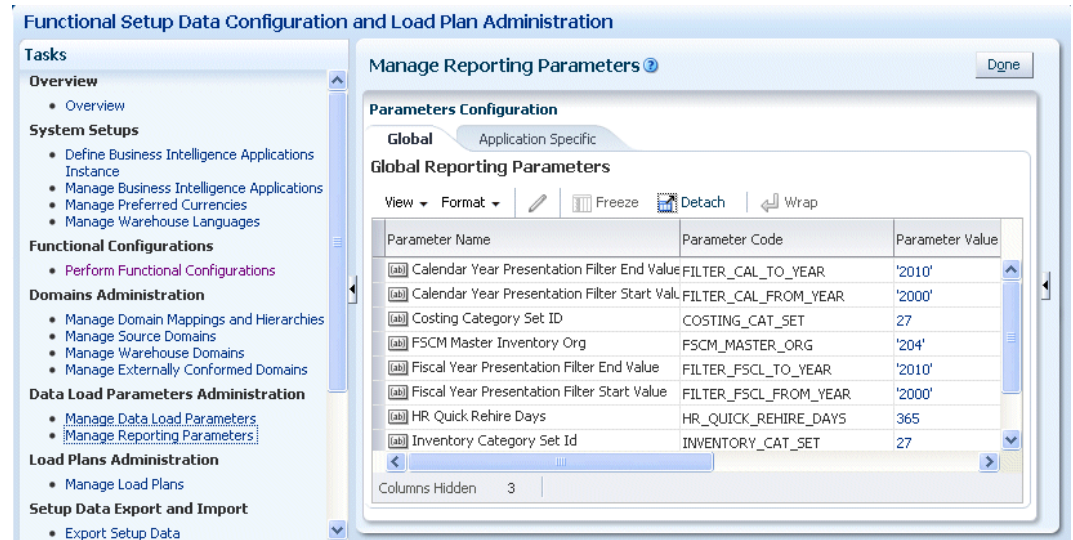 Functional Setup Data Configuration and Load Plan Administration
Tasks
Overview
Overview
System Setups
Define Business Intelligence Applications
Instance
Manage Business Intelligence Applications
Manage Preferred Currencies
Manage Warehouse Languages
Functional Configurations
Perform Functional Configurations
Domains Administration
Manage Domain Mappings and Hierarchies
Manage Source Domains
Manage Warehouse Domains
Manage Externally Conformed Domains
Data Load Parameters Administration
Manage Data Load Parameters
Manage Reporting Parameters
Load Plans Administration
Manage Load Plans
Setup Data Export and Import
Export Setup Data
Manage Reporting Parameters ? Done
Parameters Configuration
Global Application Specific
Global Reporting Parameters
View Format Freeze Detach Wrap
Parameter Name Parameter Code Parameter Value
[ab] Calendar Year Presentation Filter End Value FILTER_CAL_TO_YEAR '2010'
[ab] Calendar Year Presentation Filter Start Valu FILTER_CAL_FROM_YEAR '2000'
[ab] Costing Category Set ID COSTING_CAT_SET 27
[ab] FSCM Master Inventory Org FSCM_MASTER_ORG '204'
[ab] Fiscal Year Presentation Filter End Value FILTER_FSCL_TO_YEAR '2010'
[ab] Fiscal Year Presentation Filter Start Value FILTER_FSCL_FROM_YEAR '2000'
[ab] HR Quick Rehire Days HR_QUICK_REHIRE_DAYS 365
[ab] Inventory Category Set Id INVENTORY_CAT_SET 27
Columns Hidden 3